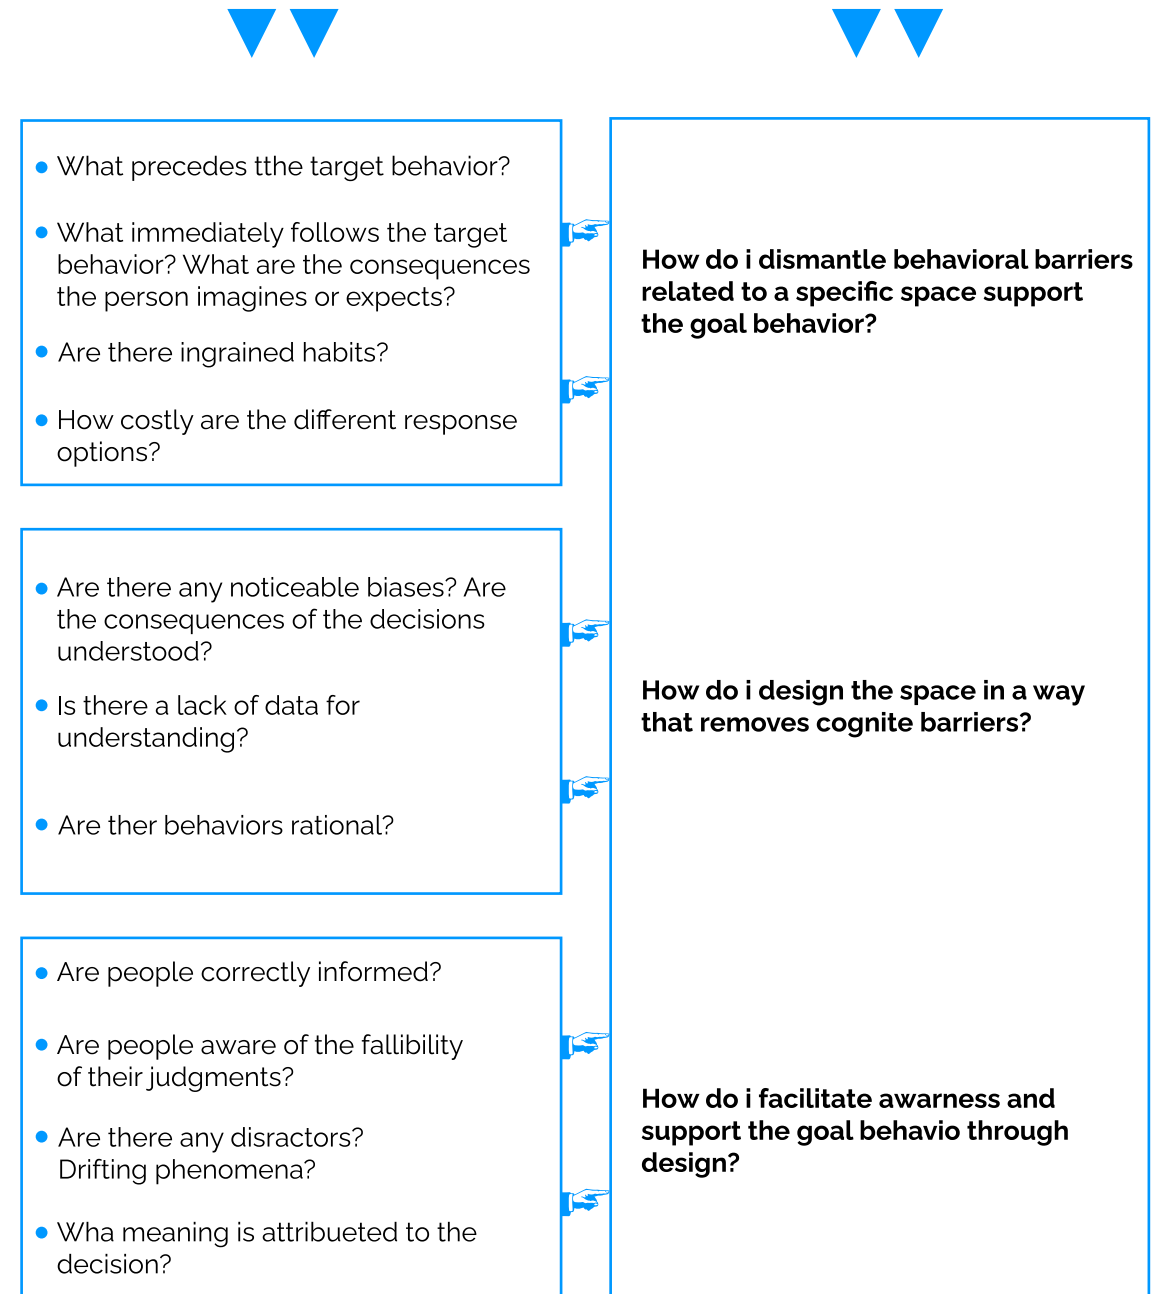 What precedes tthe target behavior?
What immediately follows the target
behavior? What are the consequences
the person imagines or expects?
Are there ingrained habits?
How costly are the different response
options?
How do i dismantle behavioral barriers
related to a specific space support
the goal behavior?
Are there any noticeable biases? Are
the consequences of the decisions
understood?
Is there a lack of data for
understanding?
Are ther behaviors rational?
How do i design the space in a way
that removes cognite barriers?
Are people correctly informed?
Are people aware of the fallibility
of their judgments?
Are there any disractors?
Drifting phenomena?
Wha meaning is attribueted to the
decision?
How do i facilitate awarness and
support the goal behavio through
design?